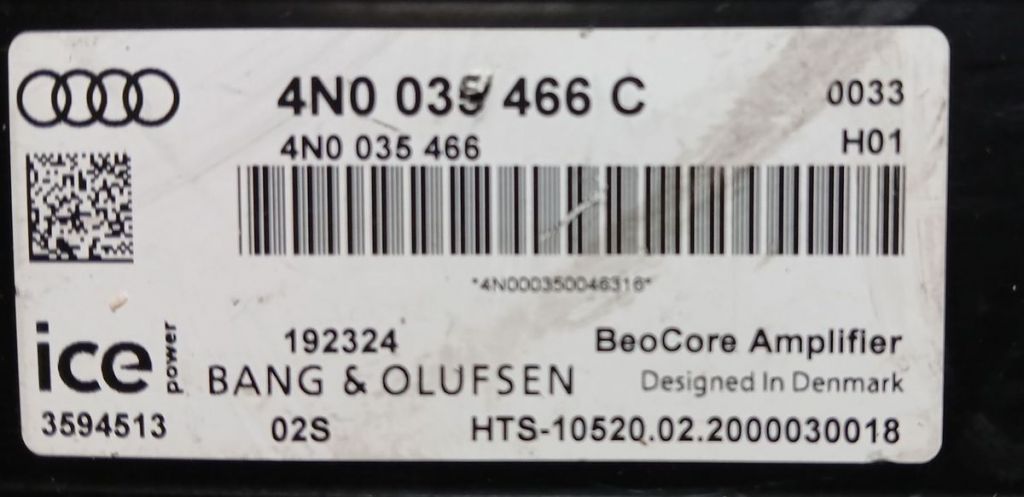 4N0 035 466 C 0033
4N0 035 466 H01
*4N000350046316*
ice power
192324 BeoCore Amplifier
BANG & OLUFSEN Designed In Denmark
3594513 02S HTS-10520.02.2000030018